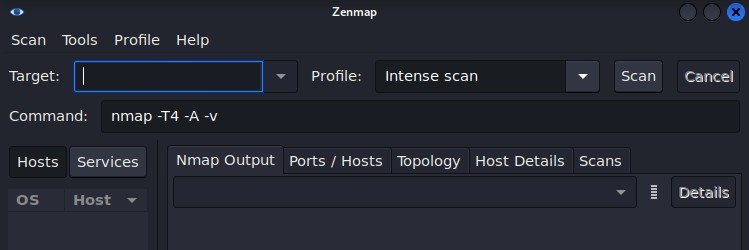 Zenmap
Scan Tools Profile Help
Target: Profile: Intense scan Scan Cancel
Command: nmap -T4 -A -v
Hosts Services Nmap Output Ports / Hosts Topology Host Details Scans
OS Host Details